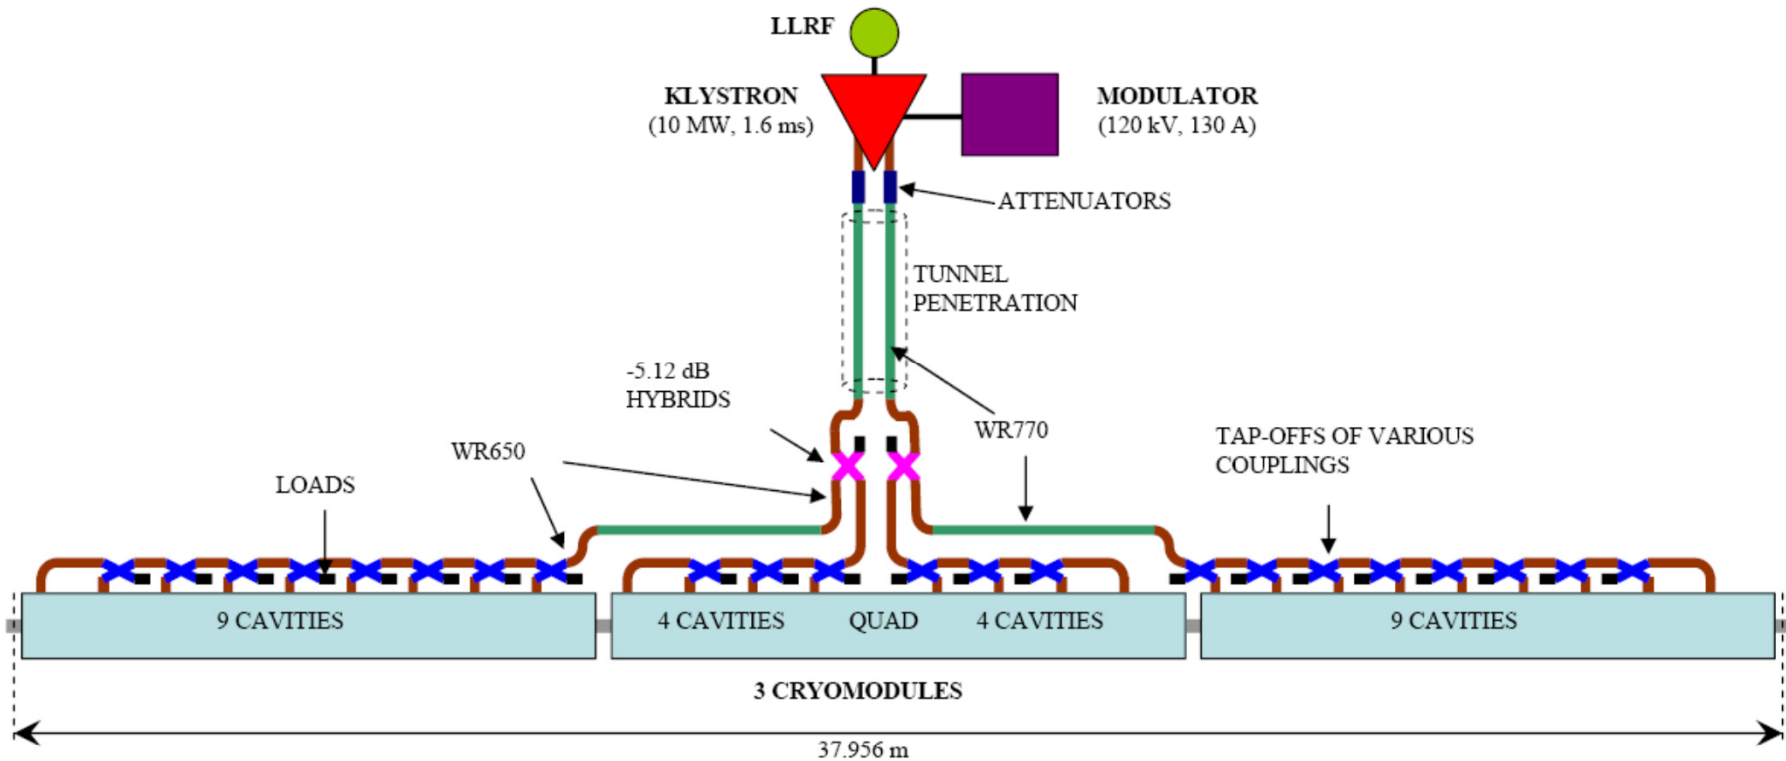 LLRF
KLYSTRON
(10 MW, 1.6 ms)
MODULATOR
(120 kV, 130 A)
ATTENUATORS
TUNNEL
PENETRATION
-5.12 dB
HYBRIDS
WR770
WR650
TAP-OFFS OF VARIOUS
COUPLINGS
LOADS
9 CAVITIES
4 CAVITIES
QUAD
4 CAVITIES
9 CAVITIES
3 CRYOMODULES
37.956 m